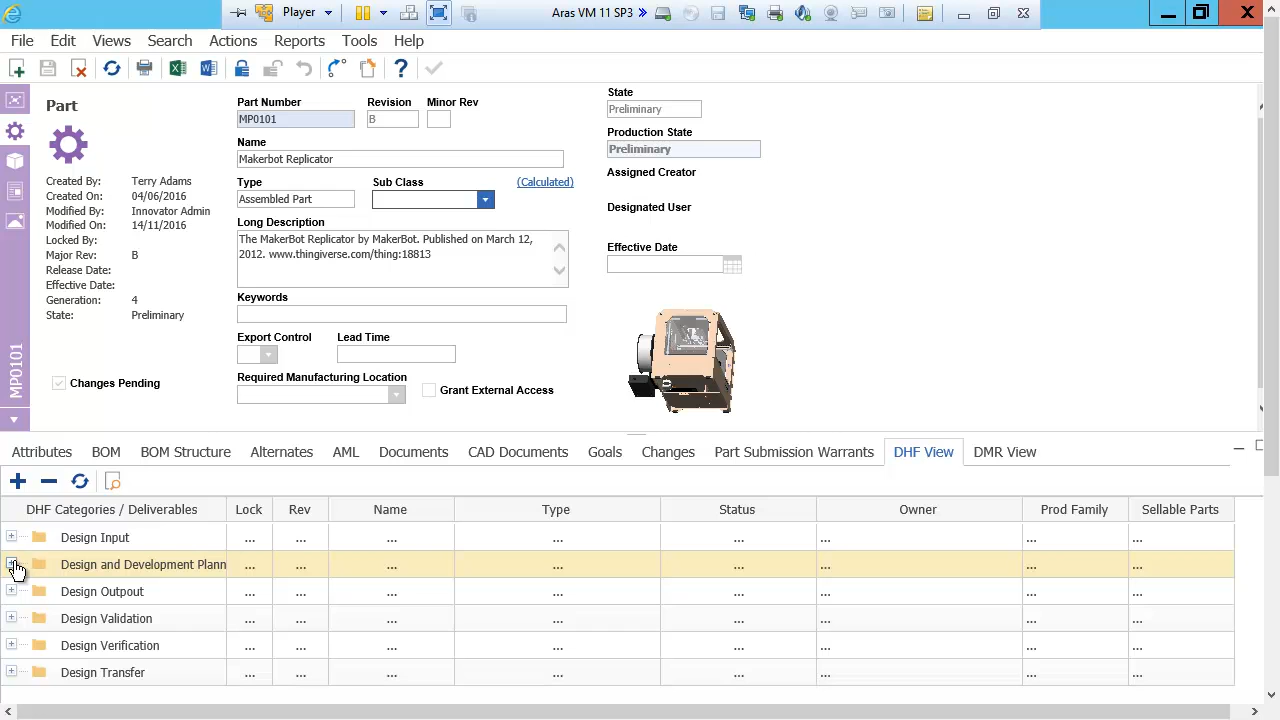 Player
Aras VM 11 SP3
File Edit Views Search Actions Reports Tools Help
Part
Part Number Revision Minor Rev
MP0101 B
Name
Makerbot Replicator
Type Sub Class (Calculated)
Assembled Part
Long Description
The MakerBot Replicator by MakerBot. Published on March 12,
2012. www.thingiverse.com/thing:18813
Keywords
Export Control Lead Time
Required Manufacturing Location
Grant External Access
State
Preliminary
Production State
Preliminary
Assigned Creator
Designated User
Effective Date
Created By: Terry Adams
Created On: 04/06/2016
Modified By: Innovator Admin
Modified On: 14/11/2016
Locked By:
Major Rev: B
Release Date:
Effective Date:
Generation: 4
State: Preliminary
Changes Pending
MP0101
Attributes BOM BOM Structure Alternates AML Documents CAD Documents Goals Changes Part Submission Warrants DHF View DMR View
DHF Categories / Deliverables Lock Rev Name Type Status Owner Prod Family Sellable Parts
Design Input ... ... ... ... ... ... ... ...
Design and Development Plann ... ... ... ... ... ... ... ...
Design Outpout ... ... ... ... ... ... ... ...
Design Validation ... ... ... ... ... ... ... ...
Design Verification ... ... ... ... ... ... ... ...
Design Transfer ... ... ... ... ... ... ... ...